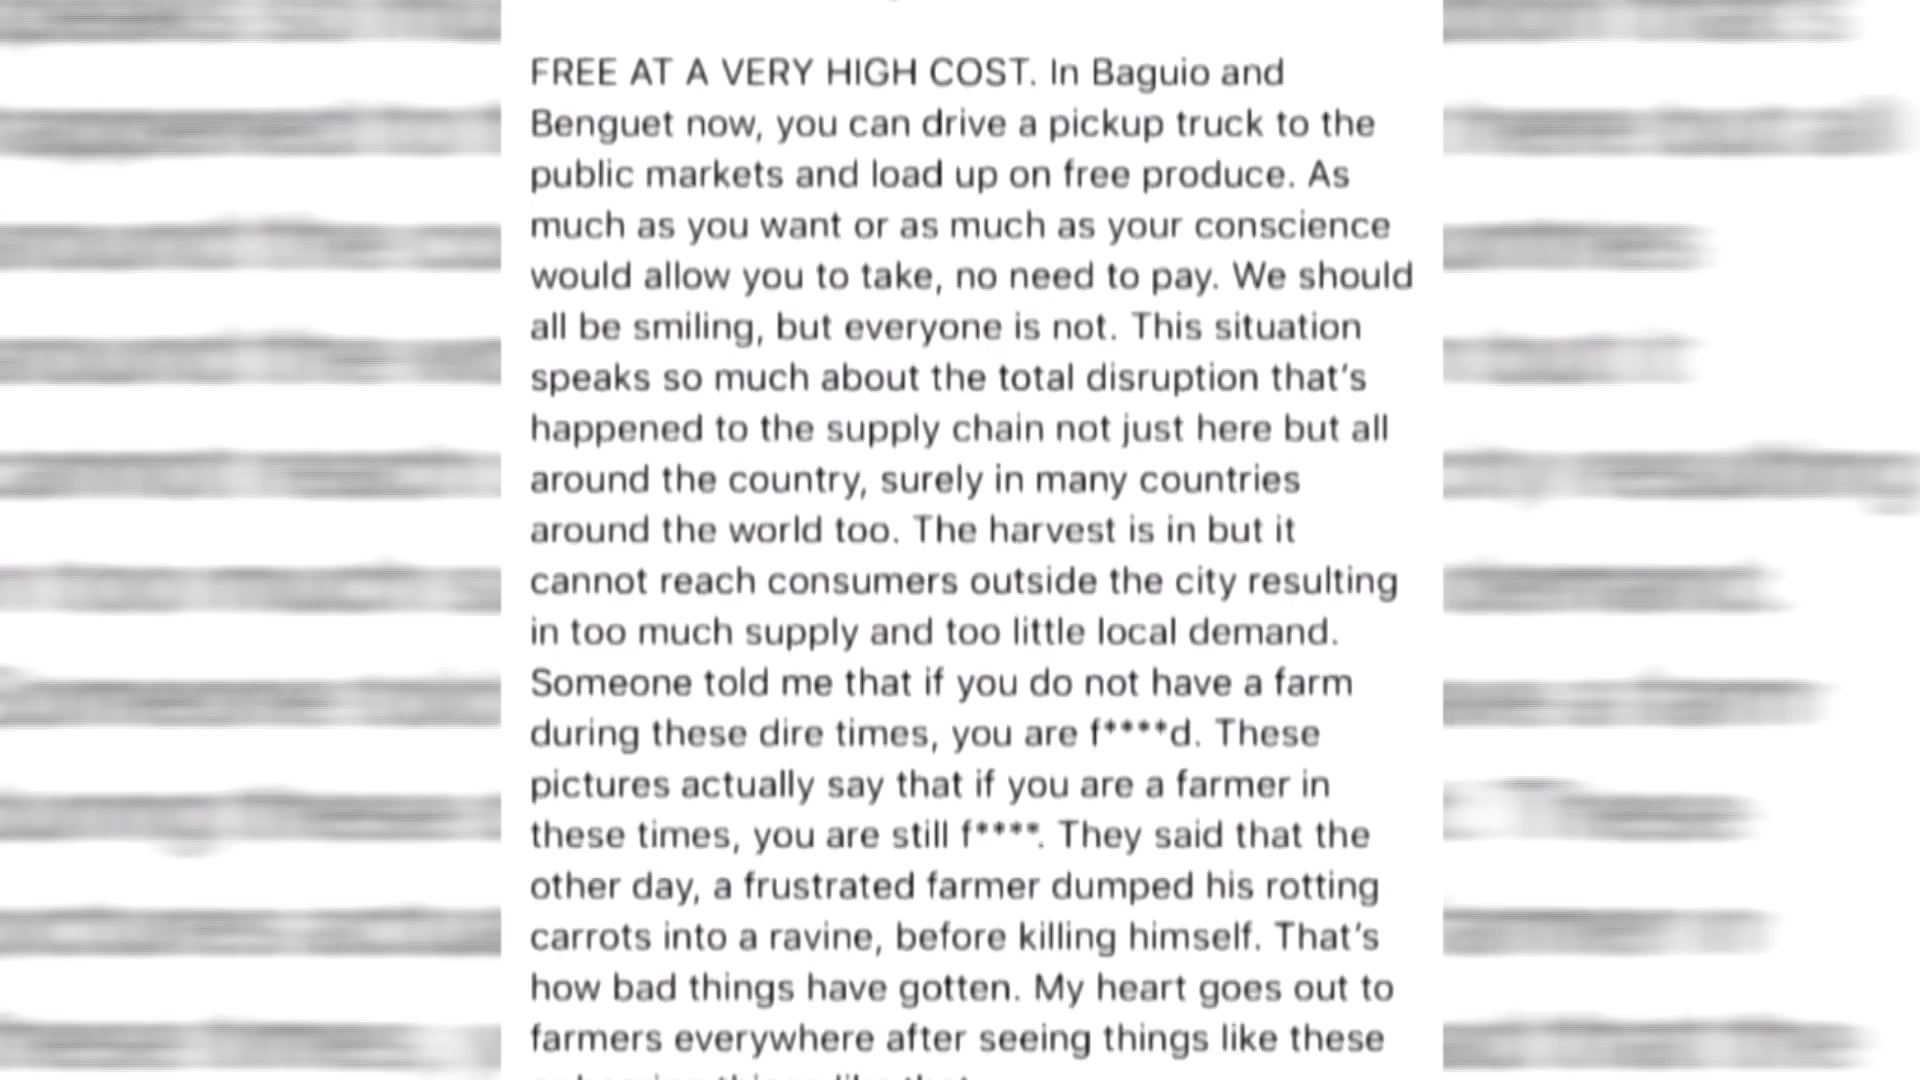 FREE AT A VERY HIGH COST. In Baguio and
Benguet now, you can drive a pickup truck to the
public markets and load up on free produce. As
much as you want or as much as your conscience
would allow you to take, no need to pay. We should
all be smiling, but everyone is not. This situation
speaks so much about the total disruption that’s
happened to the supply chain not just here but all
around the country, surely in many countries
around the world too. The harvest is in but it
cannot reach consumers outside the city resulting
in too much supply and too little local demand.
Someone told me that if you do not have a farm
during these dire times, you are f****d. These
pictures actually say that if you are a farmer in
these times, you are still f****. They said that the
other day, a frustrated farmer dumped his rotting
carrots into a ravine, before killing himself. That’s
how bad things have gotten. My heart goes out to
farmers everywhere after seeing things like these